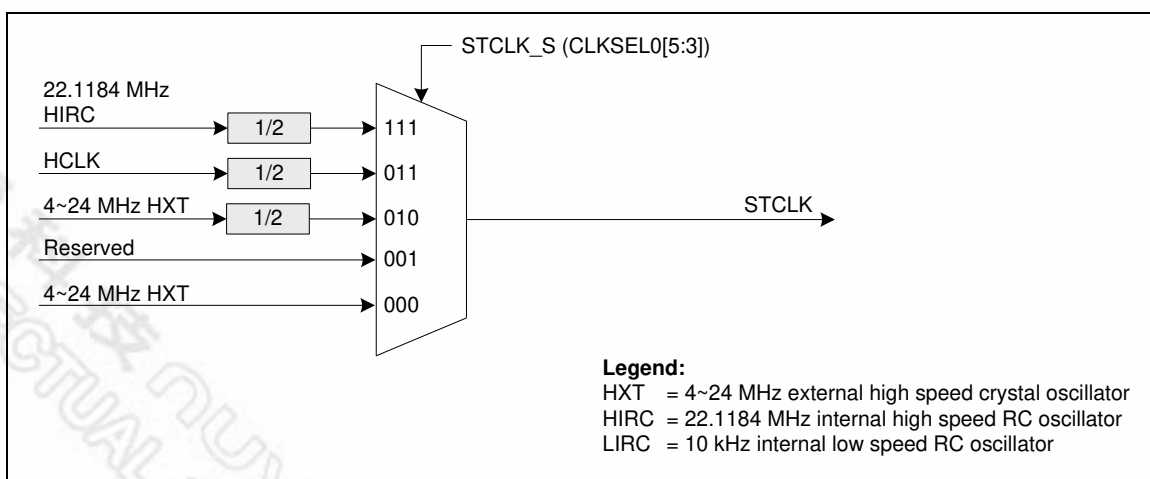 STCLK_S (CLKSEL0[5:3])
22.1184 MHz
HIRC
1/2
111
HCLK
1/2
011
4~24 MHz HXT
1/2
010
STCLK
Reserved
001
4~24 MHz HXT
000
Legend:
HXT = 4~24 MHz external high speed crystal oscillator
HIRC = 22.1184 MHz internal high speed RC oscillator
LIRC = 10 kHz internal low speed RC oscillator